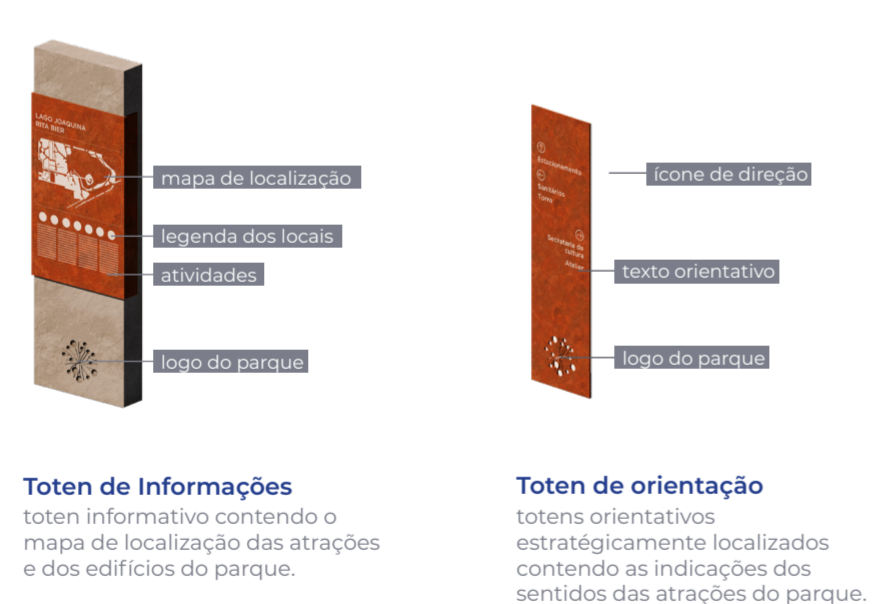 LAGO JOAQUINA
RITA BIER
mapa de localização
legenda dos locais
atividades
logo do parque
Estacionamento
Sanitários
Torre
Secretaria de
cultura
Atelier
ícone de direção
texto orientativo
logo do parque
Toten de Informações
toten informativo contendo o
mapa de localização das atrações
e dos edifícios do parque.
Toten de orientação
totens orientativos
estratégicamente localizados
contendo as indicações dos
sentidos das atrações do parque.